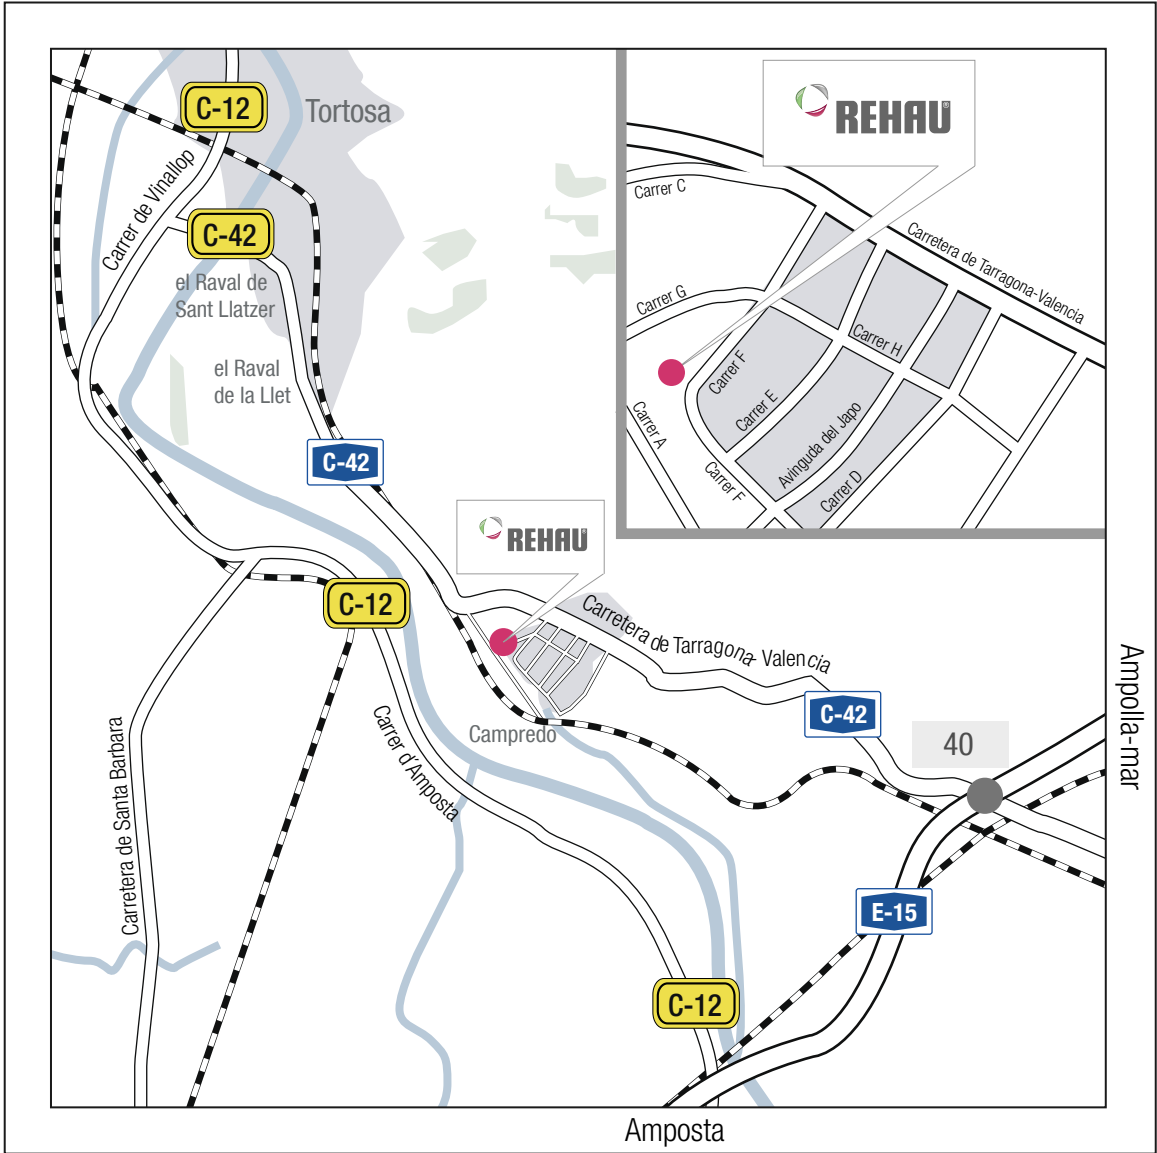 C-12
Tortosa
Carrer de Vinallop
C-42
el Raval de
Sant Llatzer
el Raval
de la Llet
C-42
REHAU®
C-12
Carretera de Tarragona- Valencia
C-42
40
Campredo
Carrer d'Amposta
Carretera de Santa Barbara
E-15
C-12
REHAU®
Carrer C
Carretera de Tarragona-Valencia
Carrer G
Carrer H
Carrer F
Carrer E
Carrer A
Avinguda del Japo
Carrer F
Carrer D
Ampolla-mar
Amposta